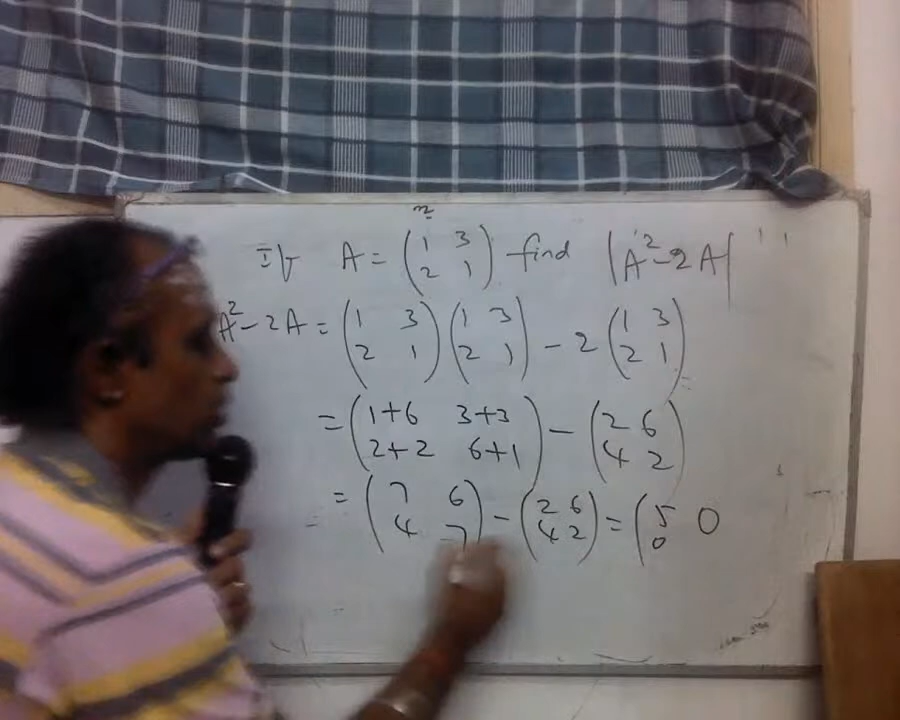 If A = (1 3 2 1) find |A² - 2A|
A² - 2A = (1 3 2 1) (1 3 2 1) - 2 (1 3 2 1)
= (1+6 3+3 2+2 6+1) - (2 6 4 2)
= (7 6 4 7) - (2 6 4 2) = (5 0 0